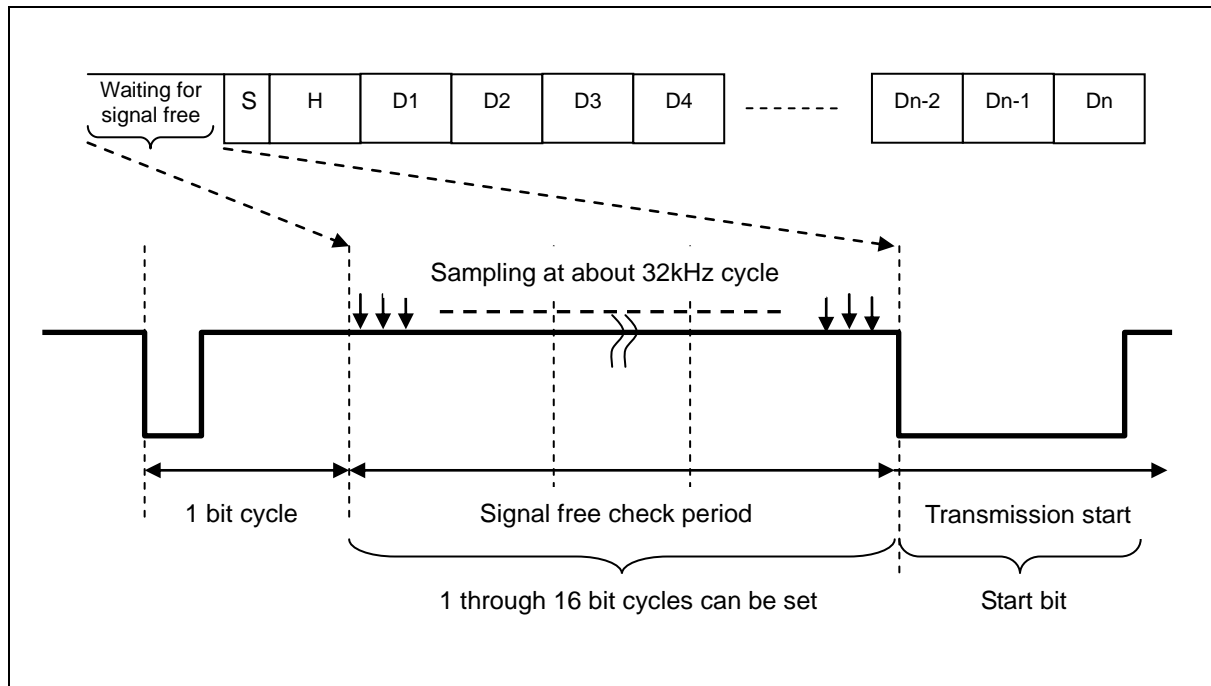 Waiting for
signal free
S H D1 D2 D3 D4 Dn-2 Dn-1 Dn
Sampling at about 32kHz cycle
1 bit cycle Signal free check period Transmission start
1 through 16 bit cycles can be set Start bit